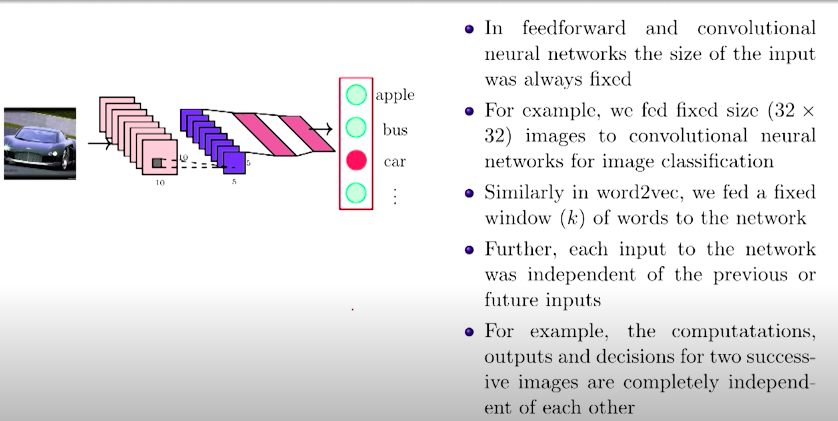 apple
bus
car
10
10
5
5
In feedforward and convolutional
neural networks the size of the input
was always fixed
For example, we fed fixed size (32 ×
32) images to convolutional neural
networks for image classification
Similarly in word2vec, we fed a fixed
window (k) of words to the network
Further, each input to the network
was independent of the previous or
future inputs
For example, the computatations,
outputs and decisions for two success-
ive images are completely independ-
ent of each other